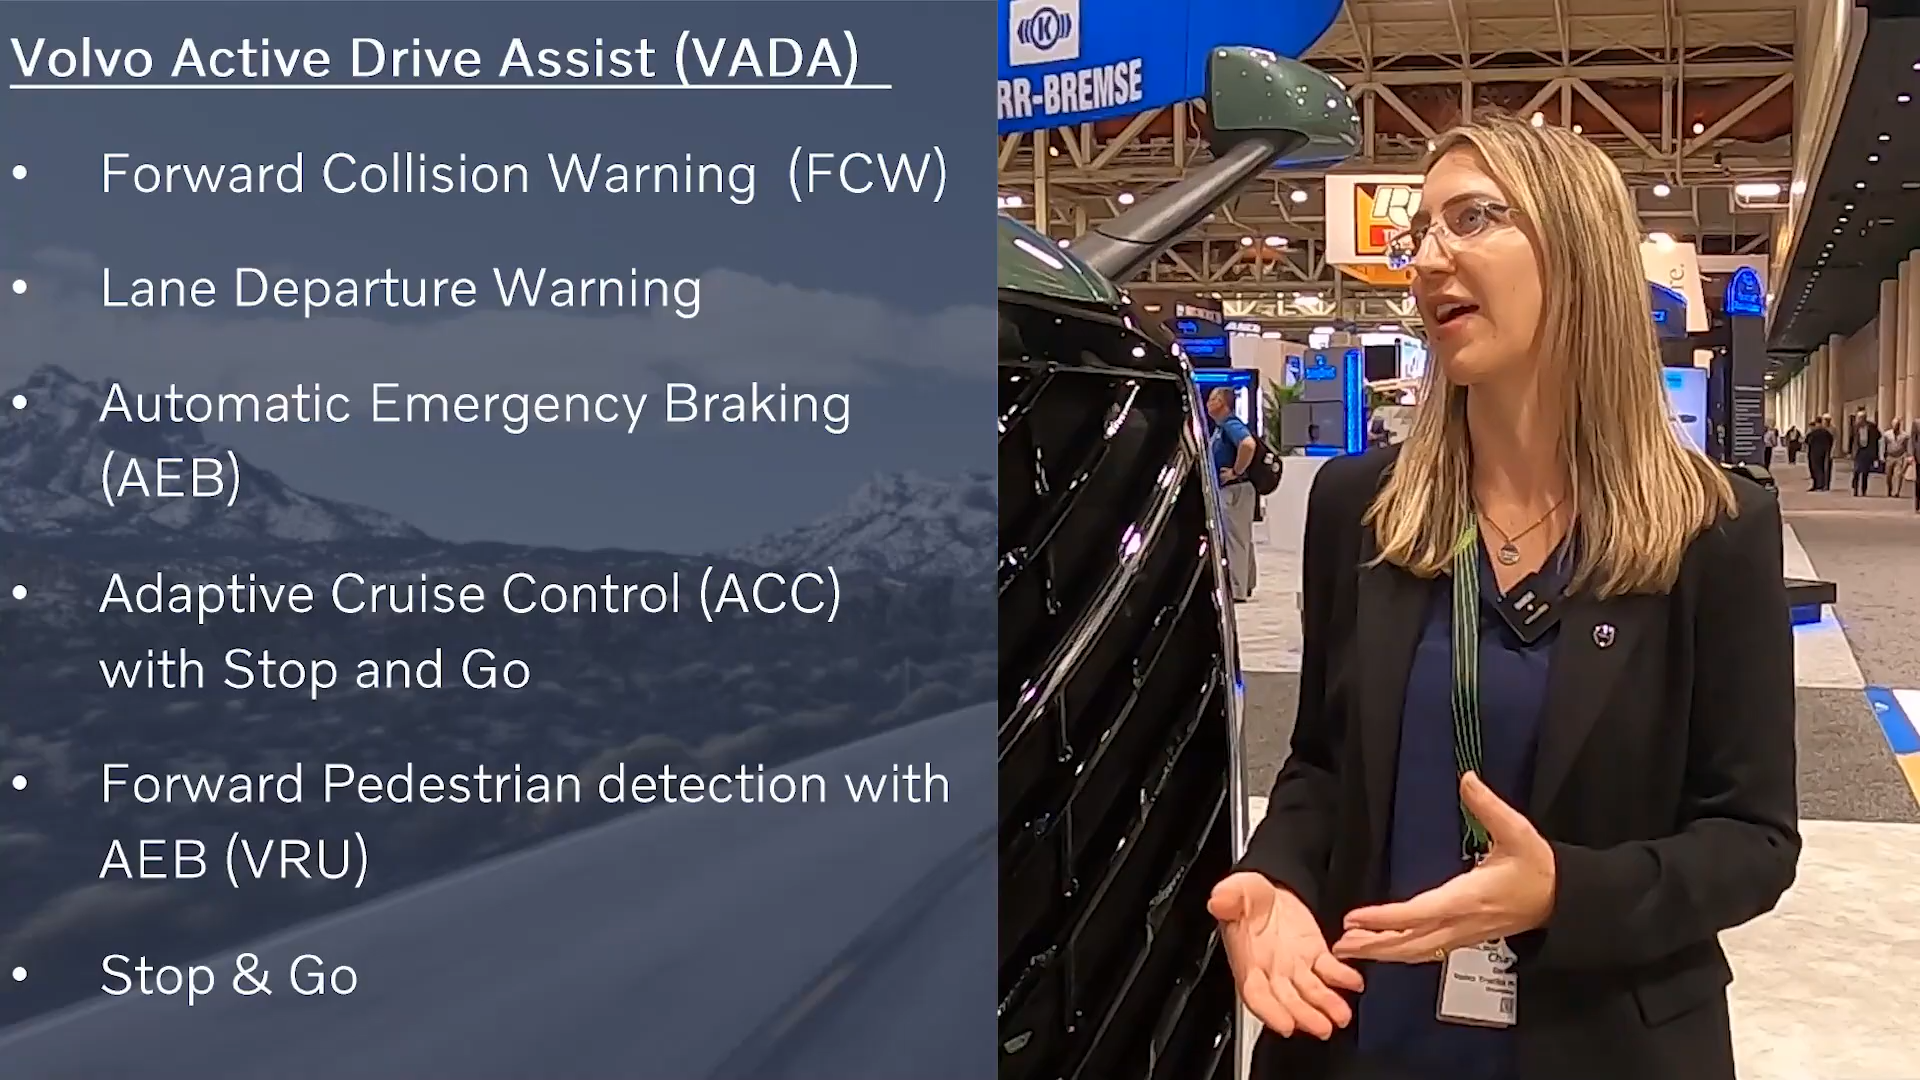 Volvo Active Drive Assist (VADA)
• Forward Collision Warning (FCW)
• Lane Departure Warning
• Automatic Emergency Braking
(AEB)
• Adaptive Cruise Control (ACC)
with Stop and Go
• Forward Pedestrian detection with
AEB (VRU)
• Stop & Go
K
RR-BREMSE